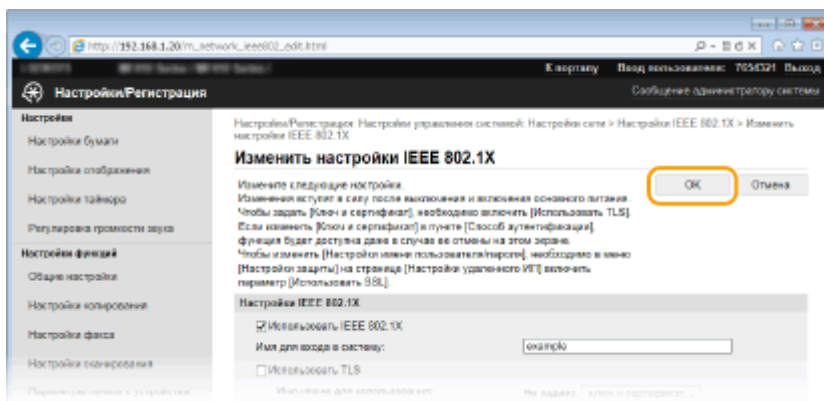 http://192.168.1.20/m_network_ieee802_edit.html
К порталу Вход пользователя: 7654321 Выход
Настройки/Регистрация
Сообщение администратору системы
Настройки
Настройки бумаги
Настройки отображения
Настройки таймера
Регулировка громкости звука
Настройки функций
Общие настройки
Настройки копирования
Настройки факса
Настройки сканирования
Настройки/Регистрация: Настройки управления системой: Настройки сети > Настройки IEEE 802.1X > Изменить
настройки IEEE 802.1X
Изменить настройки IEEE 802.1X
OK Отмена
Измените следующие настройки.
Изменения вступят в силу после выключения и включения основного питания.
Чтобы задать [Ключ и сертификат], необходимо включить [Использовать TLS].
Если изменить [Ключ и сертификат] в пункте [Способ аутентификации],
функция будет доступна даже в случае ее отмены на этом экране.
Чтобы изменить [Настройки имени пользователя/пароля], необходимо в меню
[Настройки защиты] на странице [Настройки удаленного ИП] включить
параметр [Использовать SSL].
Настройки IEEE 802.1X
Использовать IEEE 802.1X
Имя для входа в систему: example
Использовать TLS